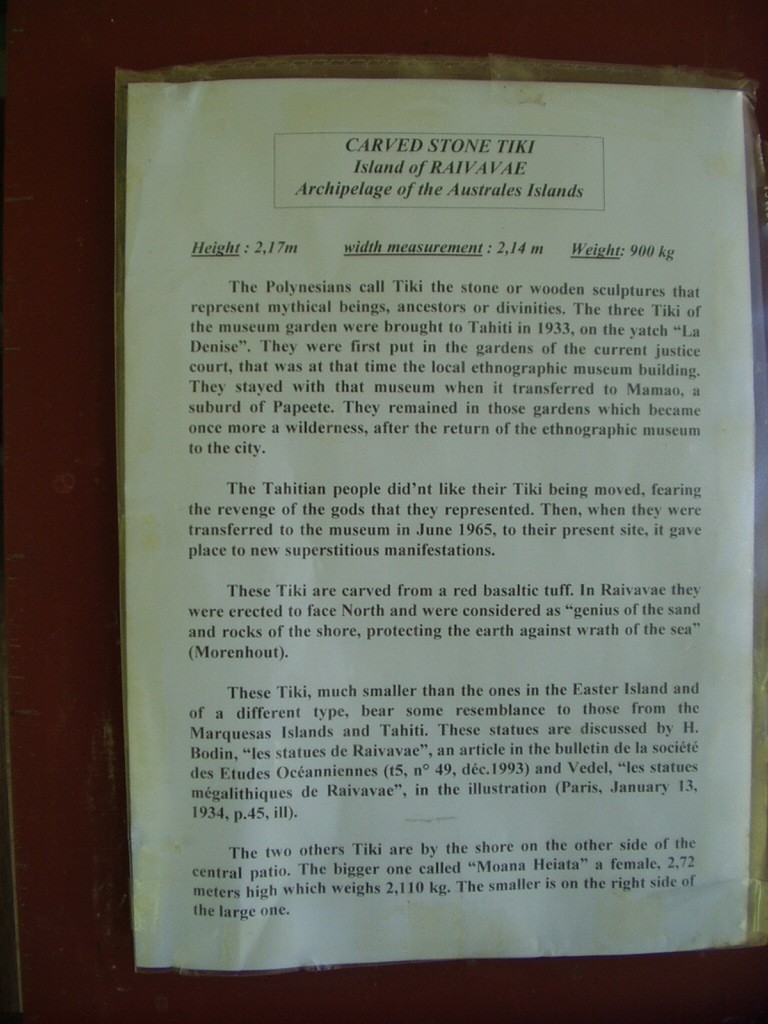 CARVED STONE TIKI
Island of RAIVAVAE
Archipelage of the Australes Islands
Height : 2,17m width measurement : 2,14 m Weight: 900 kg
The Polynesians call Tiki the stone or wooden sculptures that
represent mythical beings, ancestors or divinities. The three Tiki of
the museum garden were brought to Tahiti in 1933, on the yatch “La
Denise”. They were first put in the gardens of the current justice
court, that was at that time the local ethnographic museum building.
They stayed with that museum when it transferred to Mamao, a
suburd of Papeete. They remained in those gardens which became
once more a wilderness, after the return of the ethnographic museum
to the city.
The Tahitian people did'nt like their Tiki being moved, fearing
the revenge of the gods that they represented. Then, when they were
transferred to the museum in June 1965, to their present site, it gave
place to new superstitious manifestations.
These Tiki are carved from a red basaltic tuff. In Raivavae they
were erected to face North and were considered as “genius of the sand
and rocks of the shore, protecting the earth against wrath of the sea”
(Morenhout).
These Tiki, much smaller than the ones in the Easter Island and
of a different type, bear some resemblance to those from the
Marquesas Islands and Tahiti. These statues are discussed by H.
Bodin, “les statues de Raivavae”, an article in the bulletin de la société
des Etudes Océanniennes (t5, n° 49, déc.1993) and Vedel, “les statues
mégalithiques de Raivavae”, in the illustration (Paris, January 13,
1934, p.45, ill).
The two others Tiki are by the shore on the other side of the
central patio. The bigger one called “Moana Heiata” a female, 2,72
meters high which weighs 2,110 kg. The smaller is on the right side of
the large one.